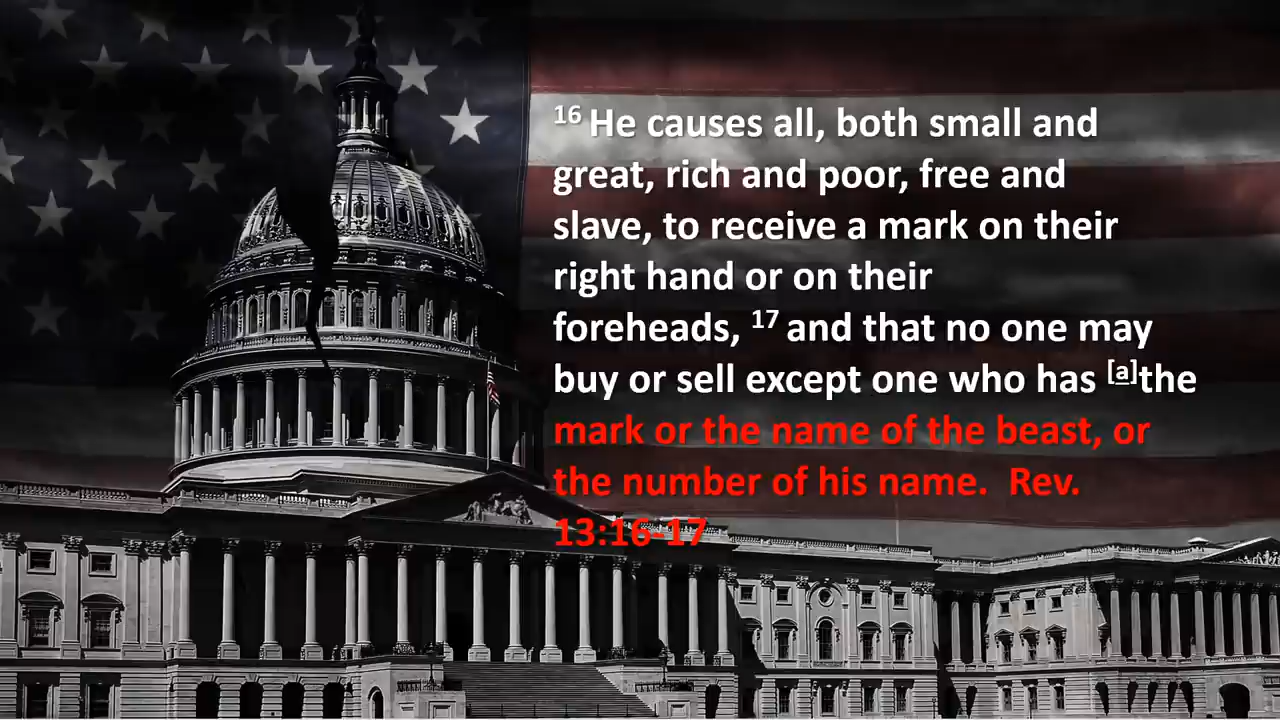 16 He causes all, both small and
great, rich and poor, free and
slave, to receive a mark on their
right hand or on their
foreheads, 17 and that no one may
buy or sell except one who has [a]the
mark or the name of the beast, or
the number of his name.  Rev.
13:16-17